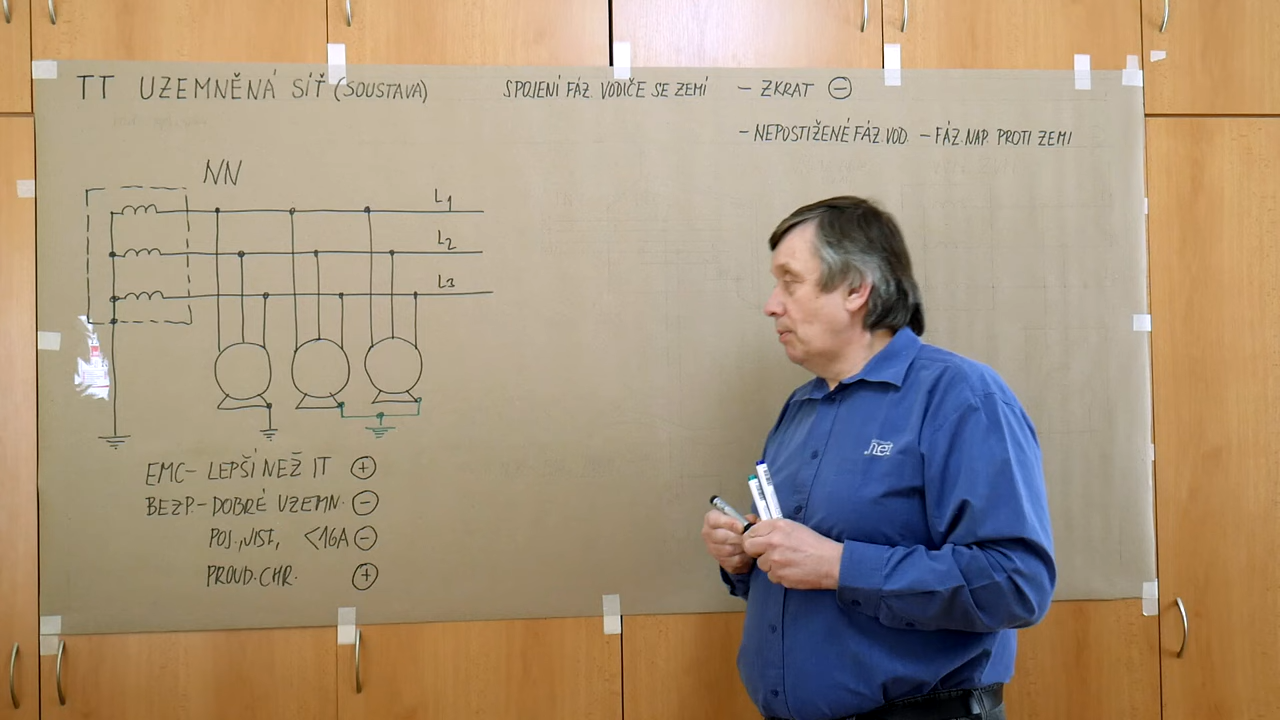 TT UZEMNĚNÁ SÍŤ (SOUSTAVA)
SPOJENÍ FÁZ. VODIČE SE ZEMÍ - ZKRAT ⊖
- NEPOSTIŽENÉ FÁZ. VOD. - FÁZ. NAP. PROTI ZEMI
NN
L1
L2
L3
EMC - LEPŠÍ NEŽ IT ⊕
BEZP. - DOBRÉ UZEMN. ⊖
POJ., JIST, <16A ⊖
PROUD. CHR. ⊕
.net